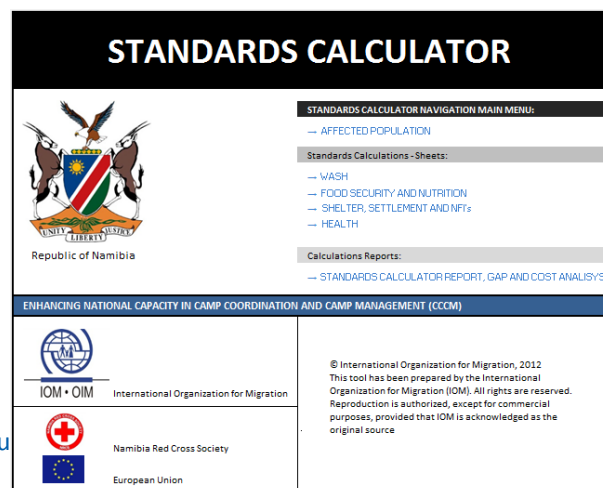 STANDARDS CALCULATOR
STANDARDS CALCULATOR NAVIGATION MAIN MENU:
→ AFFECTED POPULATION
Standards Calculations - Sheets:
→ WASH
→ FOOD SECURITY AND NUTRITION
→ SHELTER, SETTLEMENT AND NFI's
→ HEALTH
UNITY LIBERTY JUSTICE
Republic of Namibia
Calculations Reports:
→ STANDARDS CALCULATOR REPORT, GAP AND COST ANALISYS
ENHANCING NATIONAL CAPACITY IN CAMP COORDINATION AND CAMP MANAGEMENT (CCCM)
IOM • OIM
International Organization for Migration
© International Organization for Migration, 2012
This tool has been prepared by the International
Organization for Migration (IOM). All rights are reserved.
Reproduction is authorized, except for commercial
purposes, provided that IOM is acknowledged as the
original source
Namibia Red Cross Society
European Union